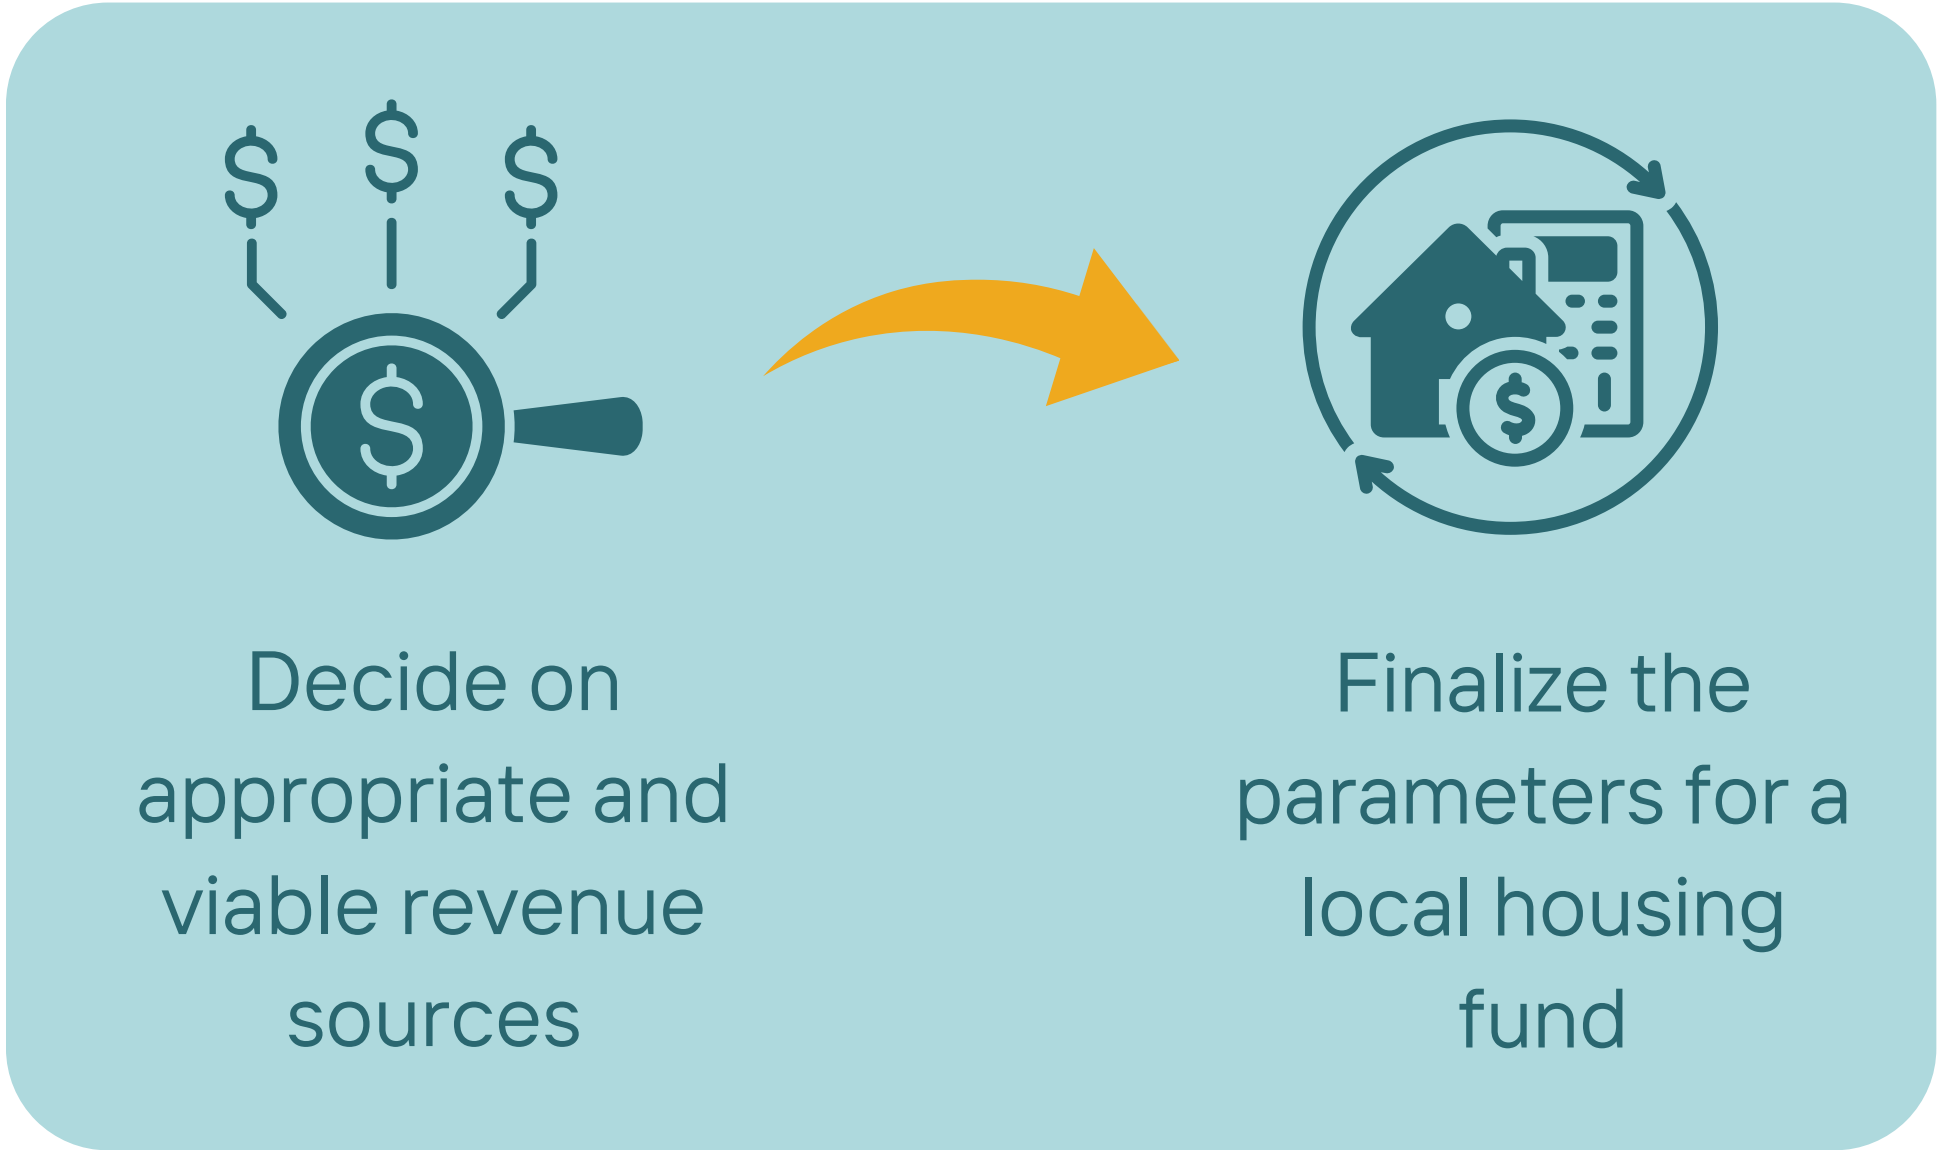 Decide on
appropriate and
viable revenue
sources
Finalize the
parameters for a
local housing
fund